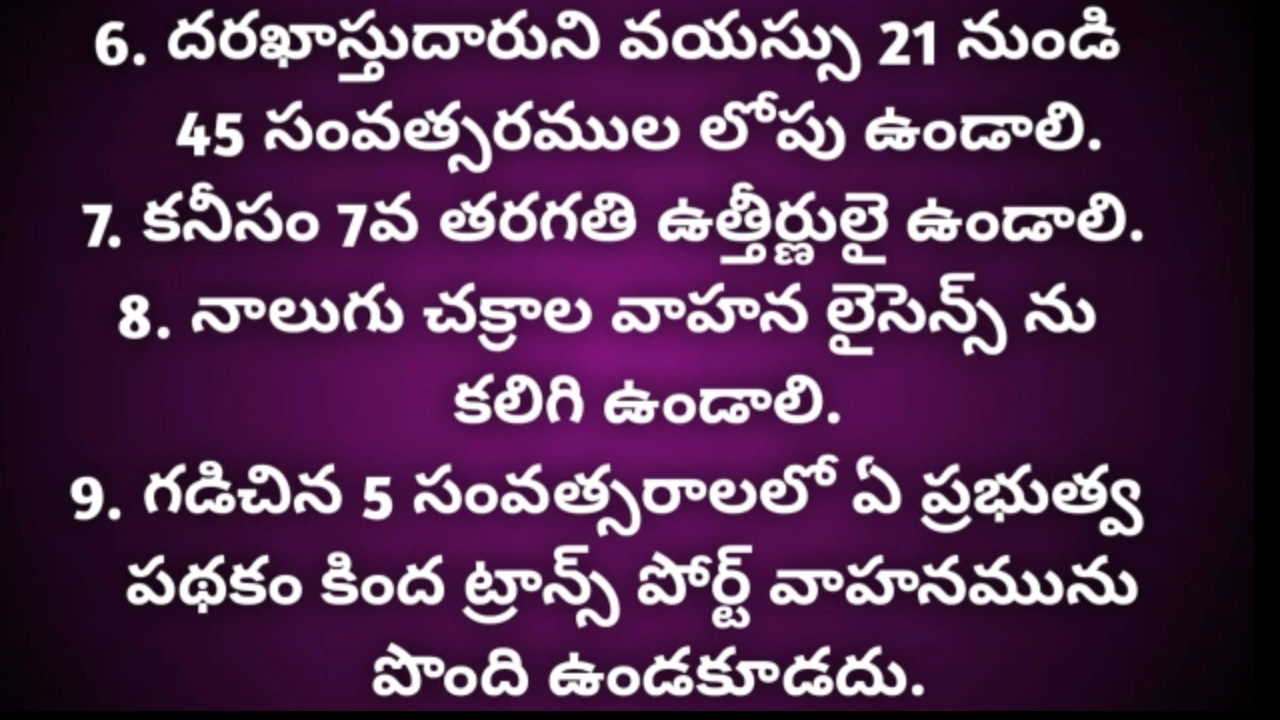 6. దరఖాస్తుదారుని వయస్సు 21 నుండి
45 సంవత్సరముల లోపు ఉండాలి.
7. కనీసం 7వ తరగతి ఉత్తీర్ణులై ఉండాలి.
8. నాలుగు చక్రాల వాహన లైసెన్స్ ను
కలిగి ఉండాలి.
9. గడిచిన 5 సంవత్సరాలలో ఏ ప్రభుత్వ
పథకం కింద ట్రాన్స్ పోర్ట్ వాహనమును
పొంది ఉండకూడదు.